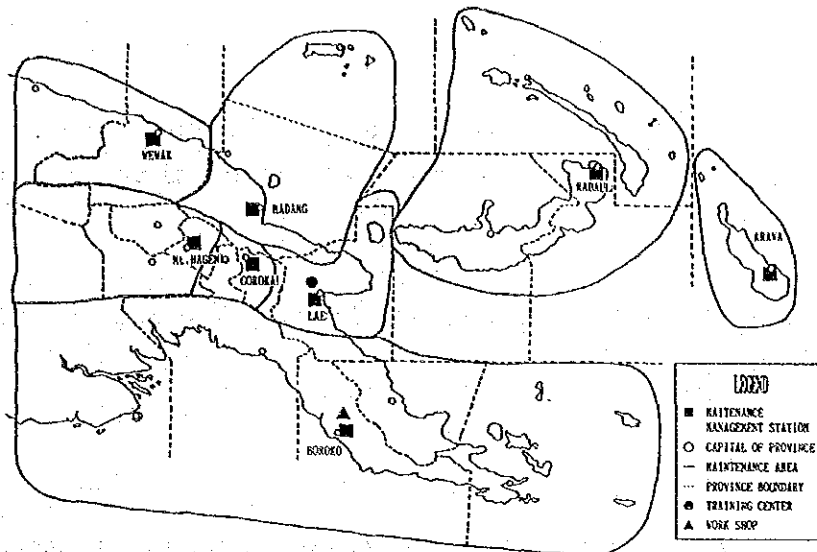 WEWAK
MADANG
RABAUL
ARAWA
Mt. HAGEN
GOROKA
LAE
BOROKO
LEGEND
MAITENANCE
MANAGEMENT STATION
CAPITAL OF PROVINCE
MAINTENANCE AREA
PROVINCE BOUNDARY
TRAINING CENTER
WORK SHOP